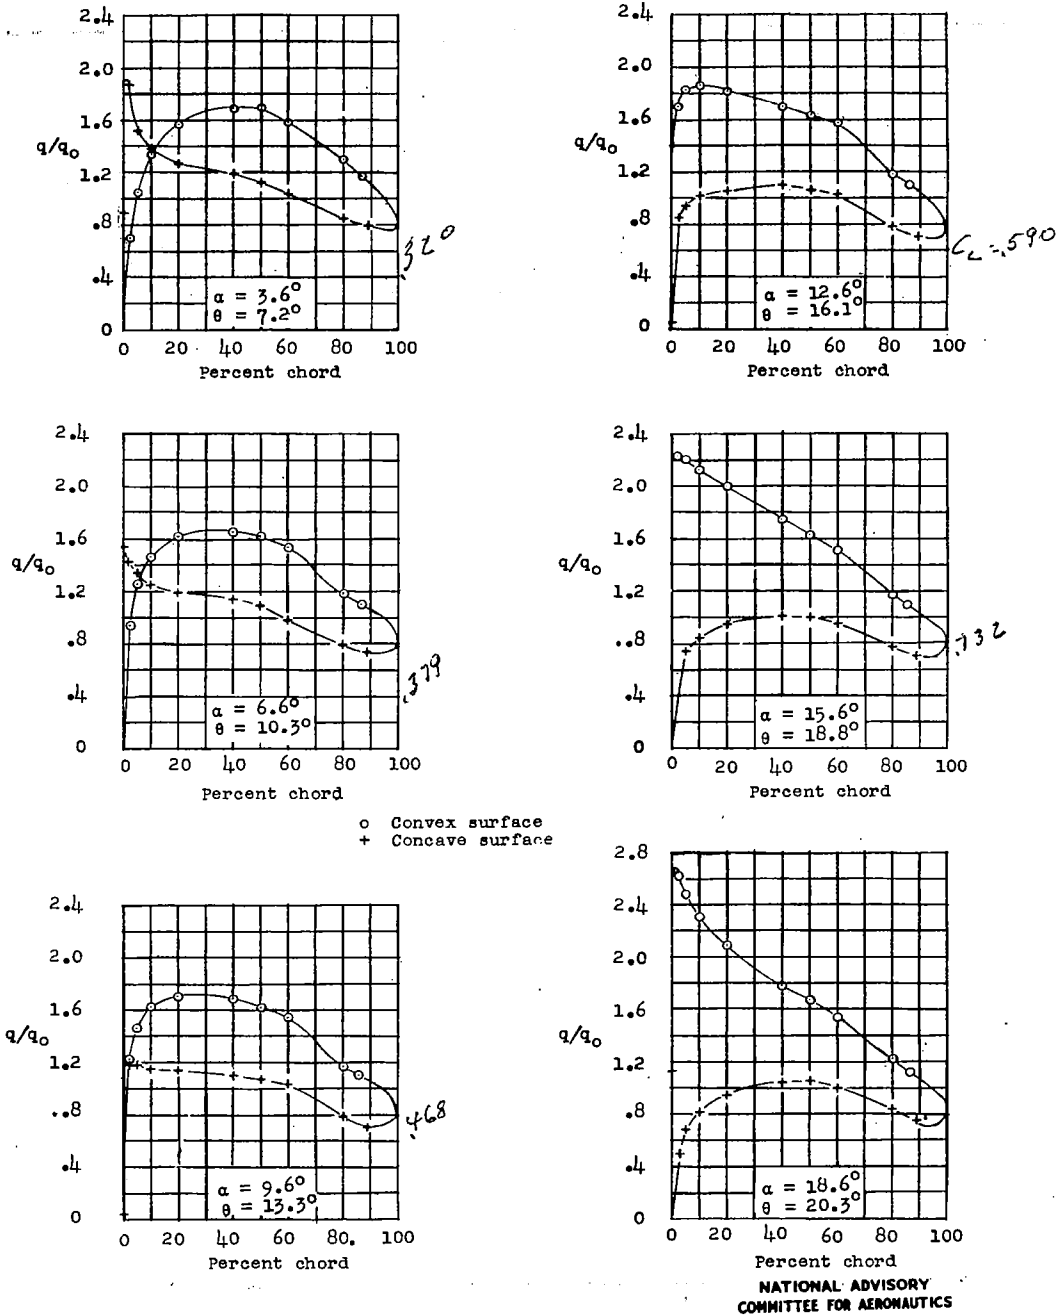 2.4
2.0
1.6
q/q₀
1.2
.8
.4
0
α = 3.6°
θ = 7.2°
0 20 40 60 80 100
Percent chord
.320
2.4
2.0
1.6
q/q₀
1.2
.8
.4
0
α = 12.6°
θ = 16.1°
0 20 40 60 80 100
Percent chord
C_L = .590
2.4
2.0
1.6
q/q₀
1.2
.8
.4
0
α = 6.6°
θ = 10.3°
0 20 40 60 80 100
Percent chord
.379
2.4
2.0
1.6
q/q₀
1.2
.8
.4
0
α = 15.6°
θ = 18.8°
0 20 40 60 80 100
Percent chord
.732
o Convex surface
+ Concave surface
2.4
2.0
1.6
q/q₀
1.2
.8
.4
0
α = 9.6°
θ = 13.3°
0 20 40 60 80. 100
Percent chord
.468
2.8
2.4
2.0
1.6
q/q₀
1.2
.8
.4
0
α = 18.6°
θ = 20.3°
0 20 40 60 80 100
Percent chord
NATIONAL ADVISORY
COMMITTEE FOR AERONAUTICS